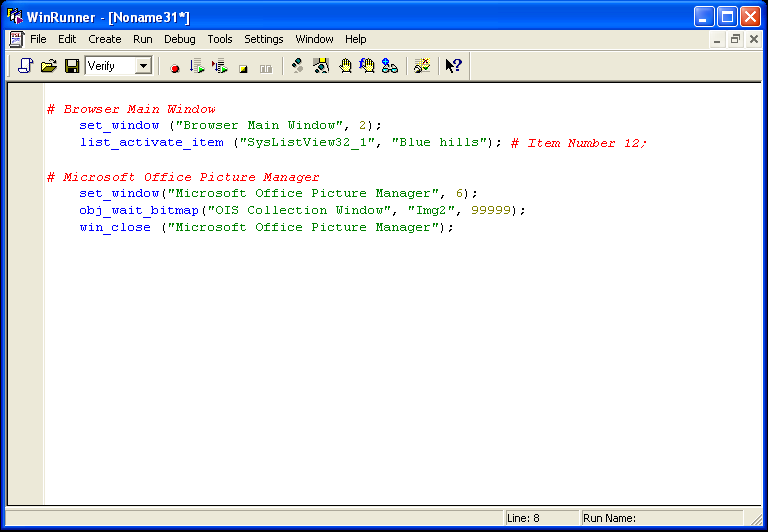 WinRunner - [Noname31*]
File Edit Create Run Debug Tools Settings Window Help
Verify
# Browser Main Window
set_window ("Browser Main Window", 2);
list_activate_item ("SysListView32_1", "Blue hills"); # Item Number 12;
# Microsoft Office Picture Manager
set_window("Microsoft Office Picture Manager", 6);
obj_wait_bitmap("OIS Collection Window", "Img2", 99999);
win_close ("Microsoft Office Picture Manager");
Line: 8 Run Name: